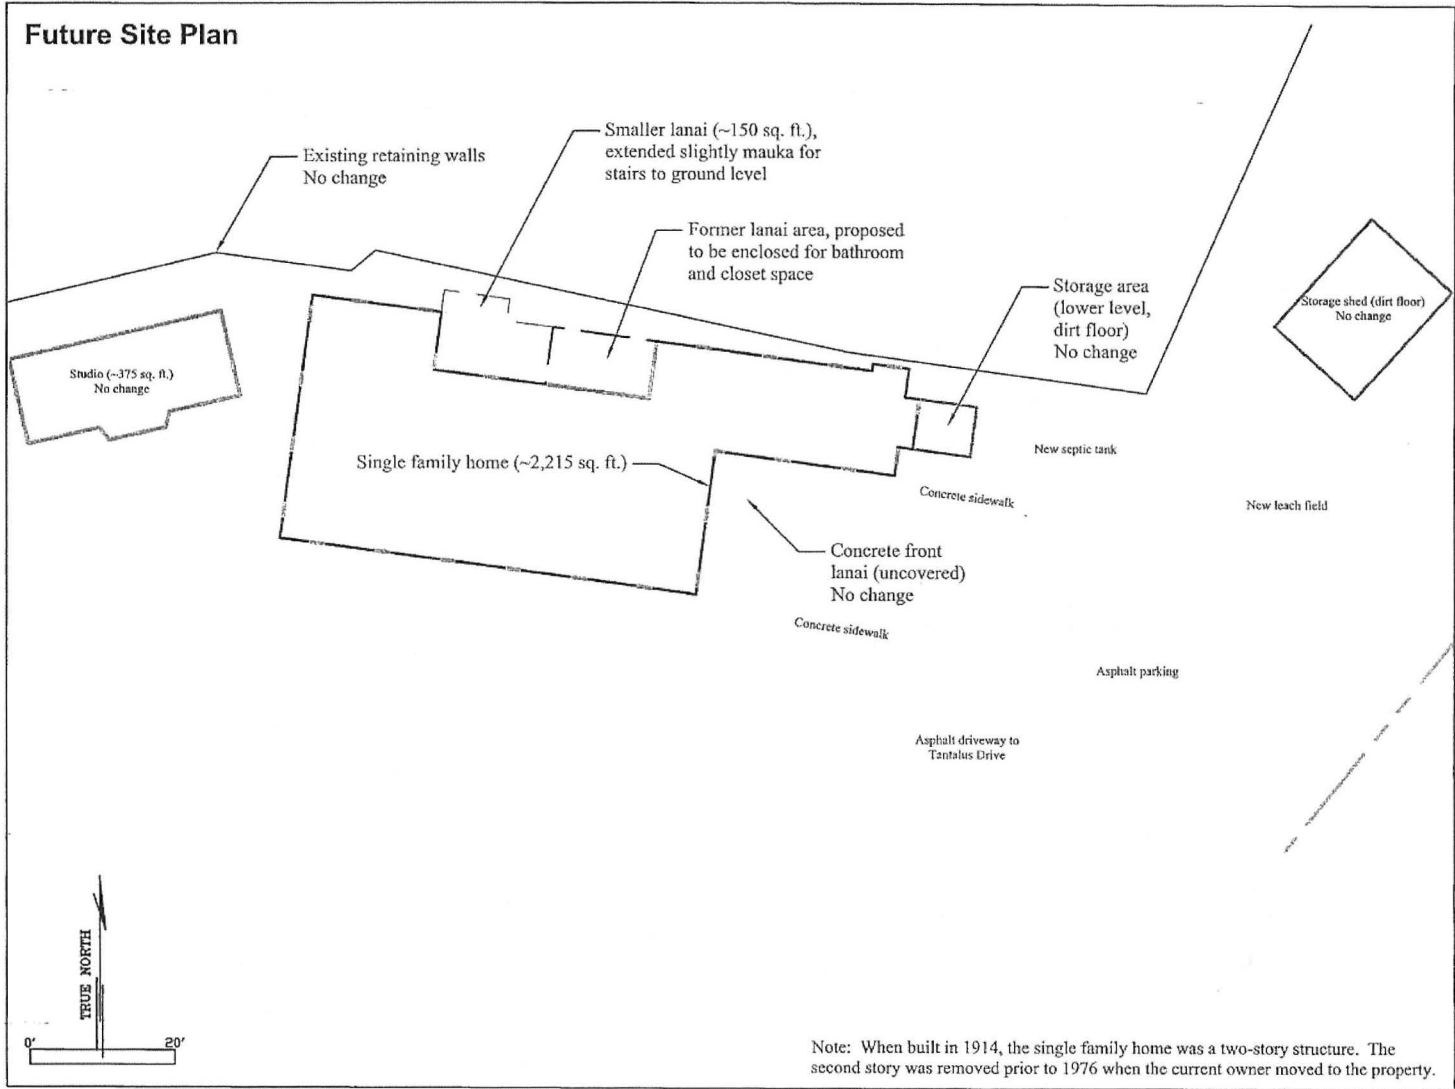 Future Site Plan
Existing retaining walls
No change
Smaller lanai (~150 sq. ft.),
extended slightly mauka for
stairs to ground level
Former lanai area, proposed
to be enclosed for bathroom
and closet space
Storage area
(lower level,
dirt floor)
No change
Storage shed (dirt floor)
No change
Studio (~375 sq. ft.)
No change
Single family home (~2,215 sq. ft.)
New septic tank
Concrete sidewalk
New leach field
Concrete front
lanai (uncovered)
No change
Concrete sidewalk
Asphalt parking
Asphalt driveway to
Tantalus Drive
TRUE NORTH
0' 20'
Note: When built in 1914, the single family home was a two-story structure. The
second story was removed prior to 1976 when the current owner moved to the property.